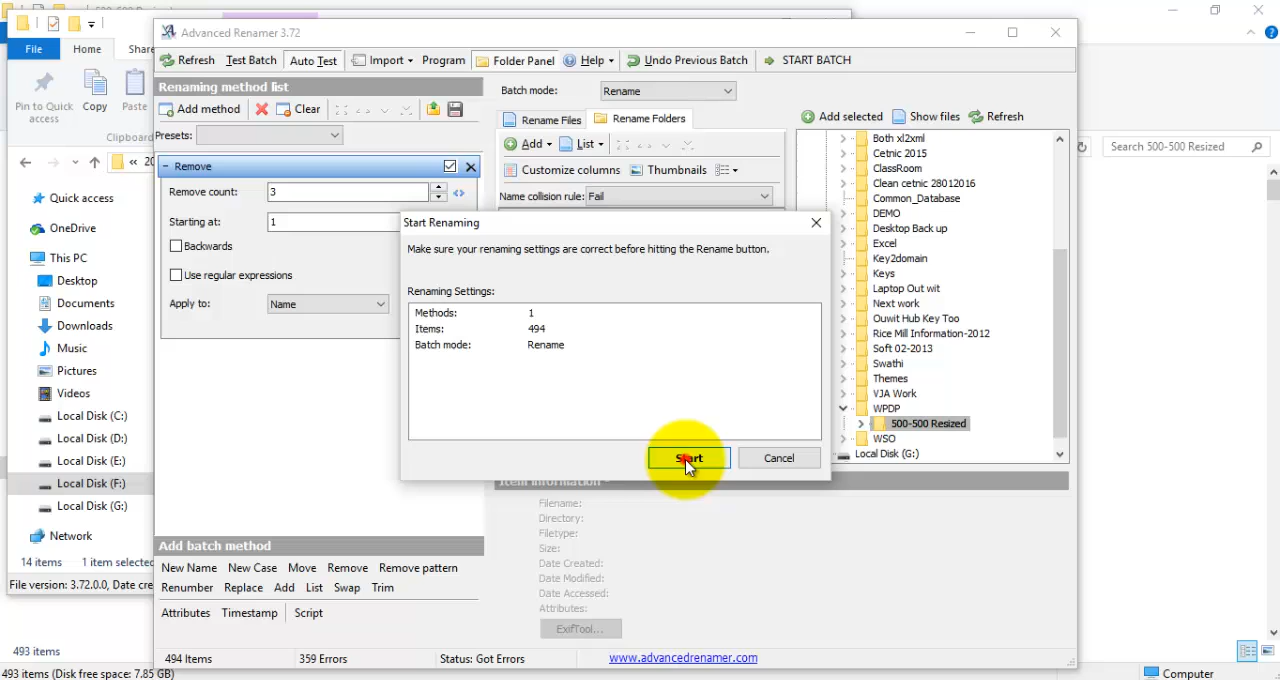 Advanced Renamer 3.72
File
Home
Share
Refresh
Test Batch
Auto Test
Import
Program
Folder Panel
Help
Undo Previous Batch
START BATCH
Pin to Quick access
Copy
Paste
Clipboard
Renaming method list
Add method
Clear
Presets:
Remove
Remove count:
3
Starting at:
1
Backwards
Use regular expressions
Apply to:
Name
Batch mode:
Rename
Rename Files
Rename Folders
Add
List
Customize columns
Thumbnails
Name collision rule:
Fail
Add selected
Show files
Refresh
Search 500-500 Resized
« 20
Quick access
OneDrive
This PC
Desktop
Documents
Downloads
Music
Pictures
Videos
Local Disk (C:)
Local Disk (D:)
Local Disk (E:)
Local Disk (F:)
Local Disk (G:)
Network
14 items
1 item selected
File version: 3.72.0.0, Date cre
493 items
493 items (Disk free space: 7.85 GB)
Start Renaming
Make sure your renaming settings are correct before hitting the Rename button.
Renaming Settings:
Methods: 1
Items: 494
Batch mode: Rename
Start
Cancel
Both xl2xml
Cetnic 2015
ClassRoom
Clean cetnic 28012016
Common_Database
DEMO
Desktop Back up
Excel
Key2domain
Keys
Laptop Out wit
Next work
Ouwit Hub Key Too
Rice Mill Information-2012
Soft 02-2013
Swathi
Themes
VJA Work
WPDP
500-500 Resized
WSO
Local Disk (G:)
Item Information
Filename:
Directory:
Filetype:
Size:
Date Created:
Date Modified:
Date Accessed:
Attributes:
ExifTool...
Add batch method
New Name
New Case
Move
Remove
Remove pattern
Renumber
Replace
Add
List
Swap
Trim
Attributes
Timestamp
Script
494 Items
359 Errors
Status: Got Errors
www.advancedrenamer.com
Computer